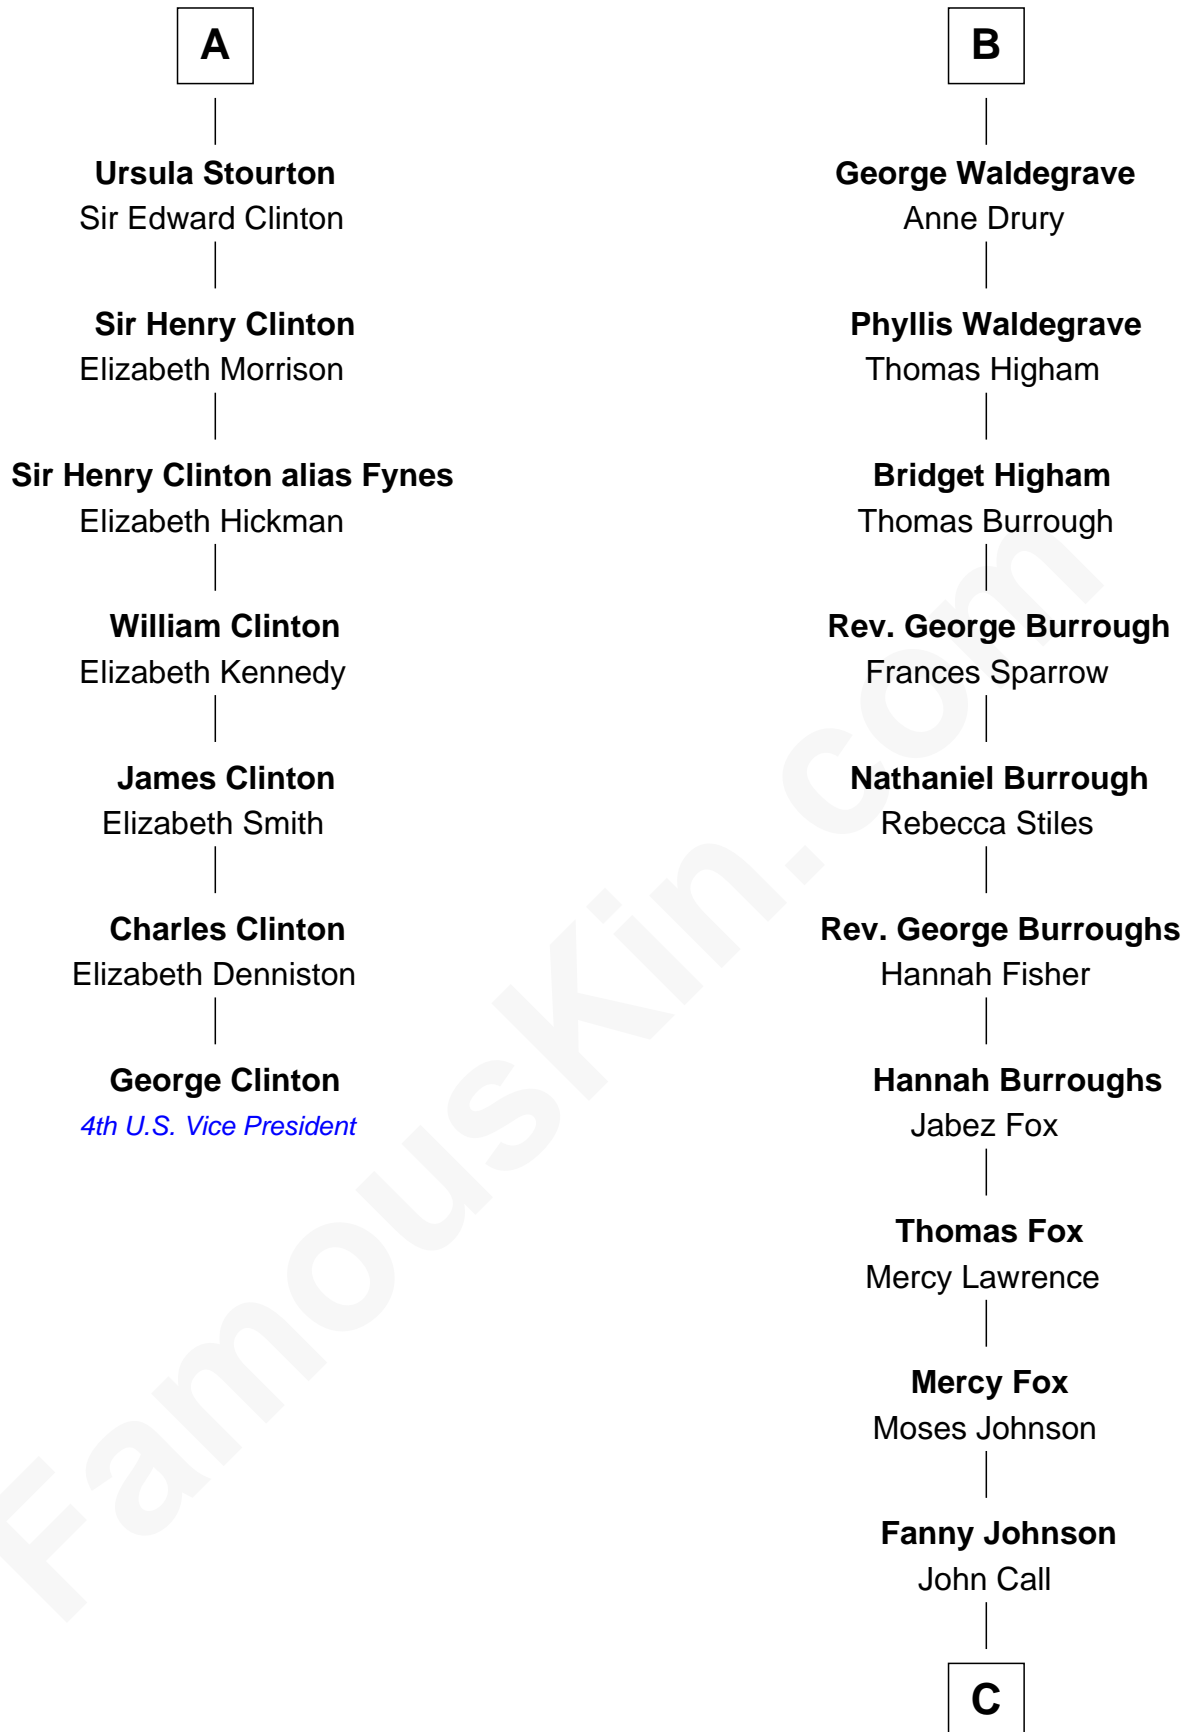 A
Ursula Stourton
Sir Edward Clinton
Sir Henry Clinton
Elizabeth Morrison
Sir Henry Clinton alias Fynes
Elizabeth Hickman
William Clinton
Elizabeth Kennedy
James Clinton
Elizabeth Smith
Charles Clinton
Elizabeth Denniston
George Clinton
4th U.S. Vice President
B
George Waldegrave
Anne Drury
Phyllis Waldegrave
Thomas Higham
Bridget Higham
Thomas Burrough
Rev. George Burrough
Frances Sparrow
Nathaniel Burrough
Rebecca Stiles
Rev. George Burroughs
Hannah Fisher
Hannah Burroughs
Jabez Fox
Thomas Fox
Mercy Lawrence
Mercy Fox
Moses Johnson
Fanny Johnson
John Call
C
FamousKin.com